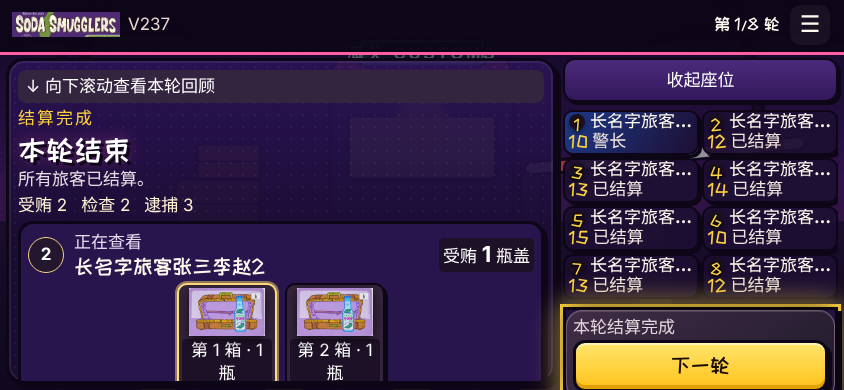 SODA SMUGGLERS
V237
第 1/8 轮
↓ 向下滚动查看本轮回顾
结算完成
本轮结束
所有旅客已结算。
受贿 2 检查 2 逮捕 3
2
正在查看
长名字旅客张三李赵2
受贿 1 瓶盖
第 1 箱 · 1
瓶
第 2 箱 · 1
瓶
收起座位
1 长名字旅客…
10 警长
2 长名字旅客…
12 已结算
3 长名字旅客…
13 已结算
4 长名字旅客…
14 已结算
5 长名字旅客…
15 已结算
6 长名字旅客…
10 已结算
7 长名字旅客…
13 已结算
8 长名字旅客…
12 已结算
本轮结算完成
下一轮